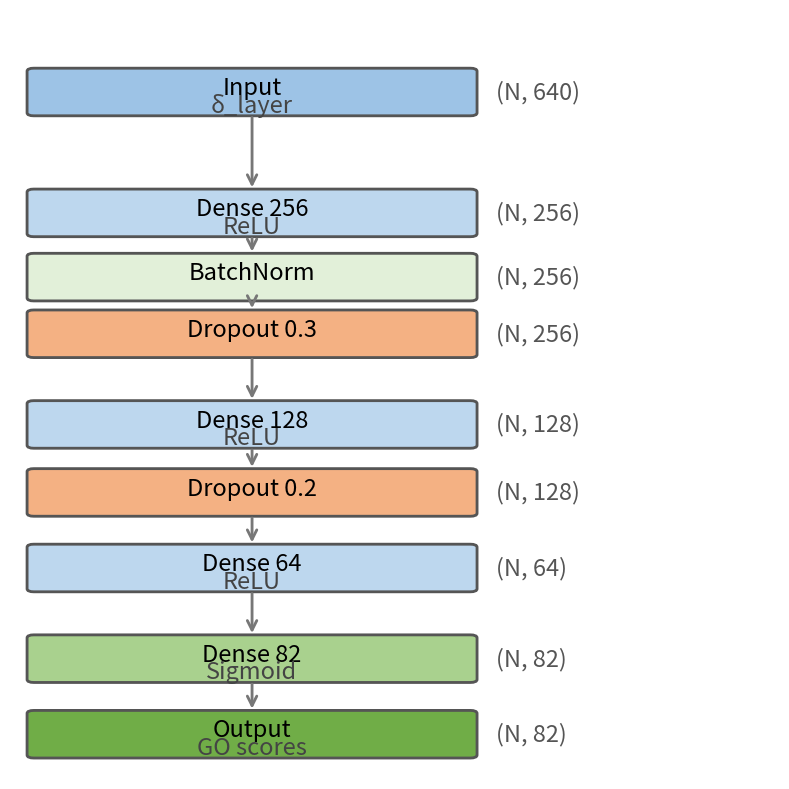 Input
δ_layer
(N, 640)
Dense 256
ReLU
(N, 256)
BatchNorm
(N, 256)
Dropout 0.3
(N, 256)
Dense 128
ReLU
(N, 128)
Dropout 0.2
(N, 128)
Dense 64
ReLU
(N, 64)
Dense 82
Sigmoid
(N, 82)
Output
GO scores
(N, 82)